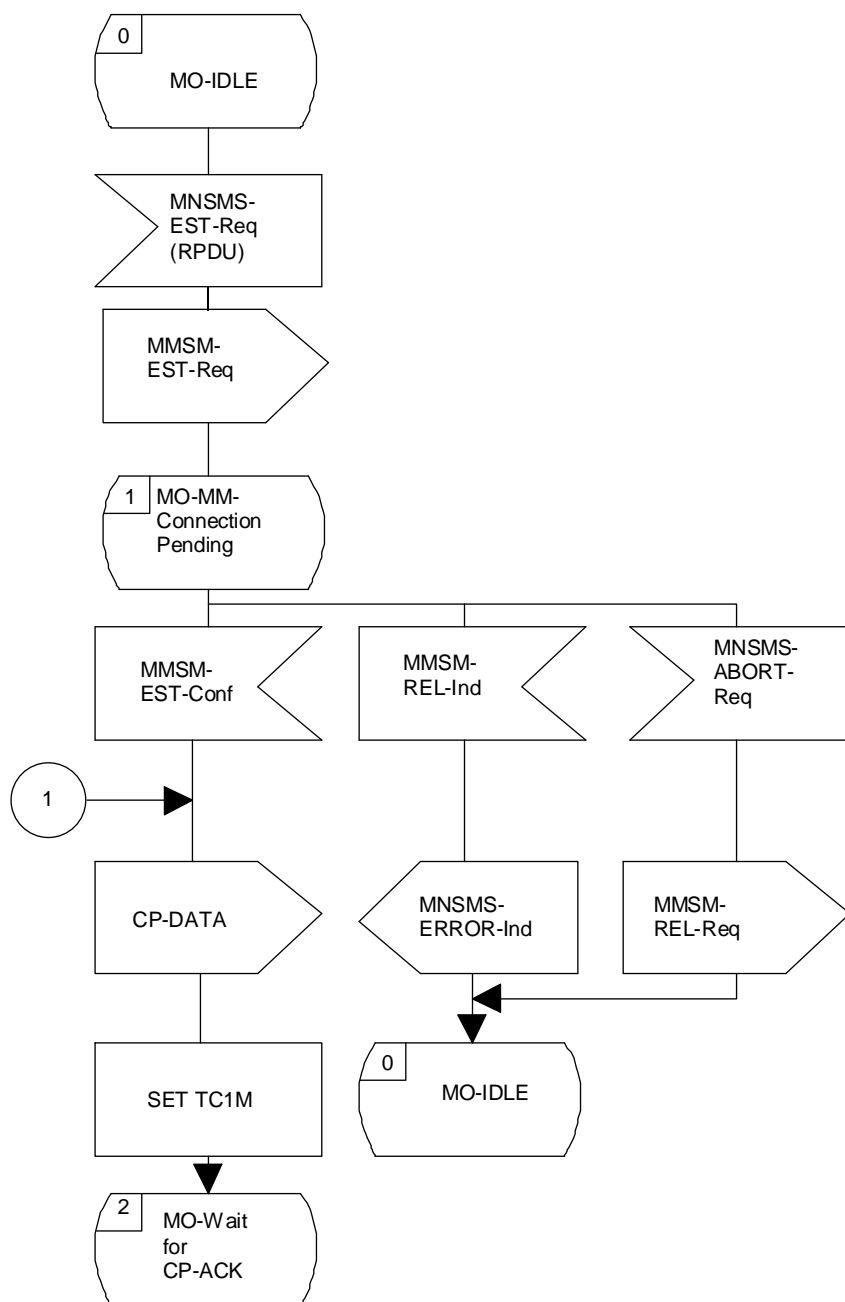 0
MO-IDLE
MNSMS-
EST-Req
(RPDU)
MMSM-
EST-Req
1
MO-MM-
Connection
Pending
MMSM-
EST-Conf
MMSM-
REL-Ind
MNSMS-
ABORT-
Req
1
CP-DATA
MNSMS-
ERROR-Ind
MMSM-
REL-Req
SET TC1M
0
MO-IDLE
2
MO-Wait
for
CP-ACK